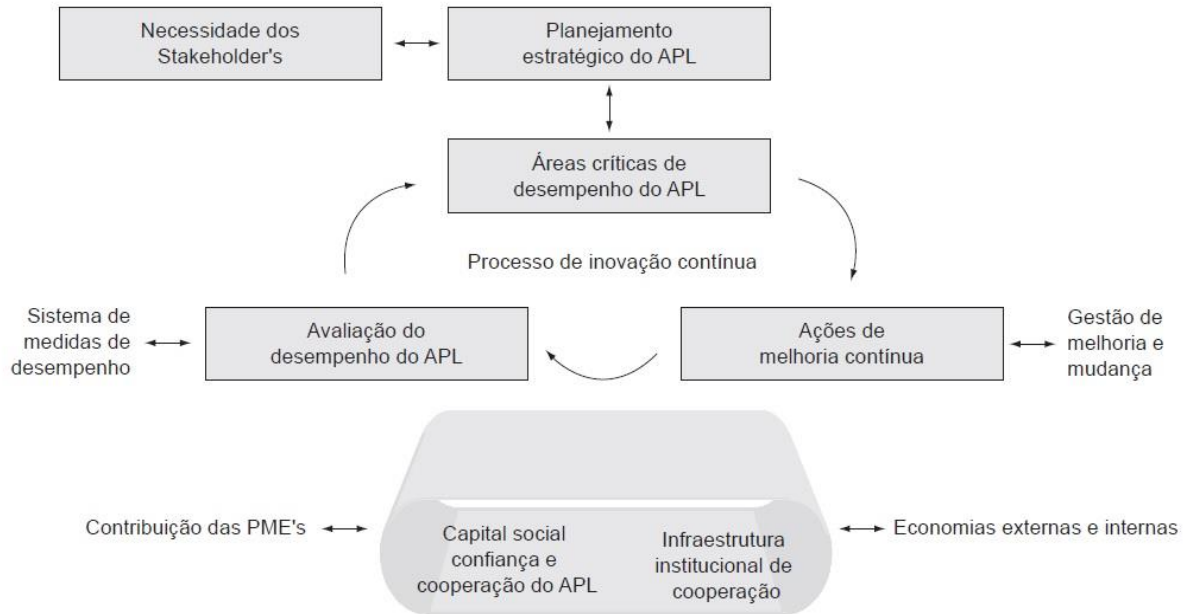 Necessidade dos
Stakeholder's
Planejamento
estratégico do APL
Áreas críticas de
desempenho do APL
Processo de inovação contínua
Sistema de
medidas de
desempenho
Avaliação do
desempenho do APL
Ações de
melhoria contínua
Gestão de
melhoria e
mudança
Contribuição das PME's
Capital social
confiança e
cooperação do APL
Infraestrutura
institucional de
cooperação
Economias externas e internas